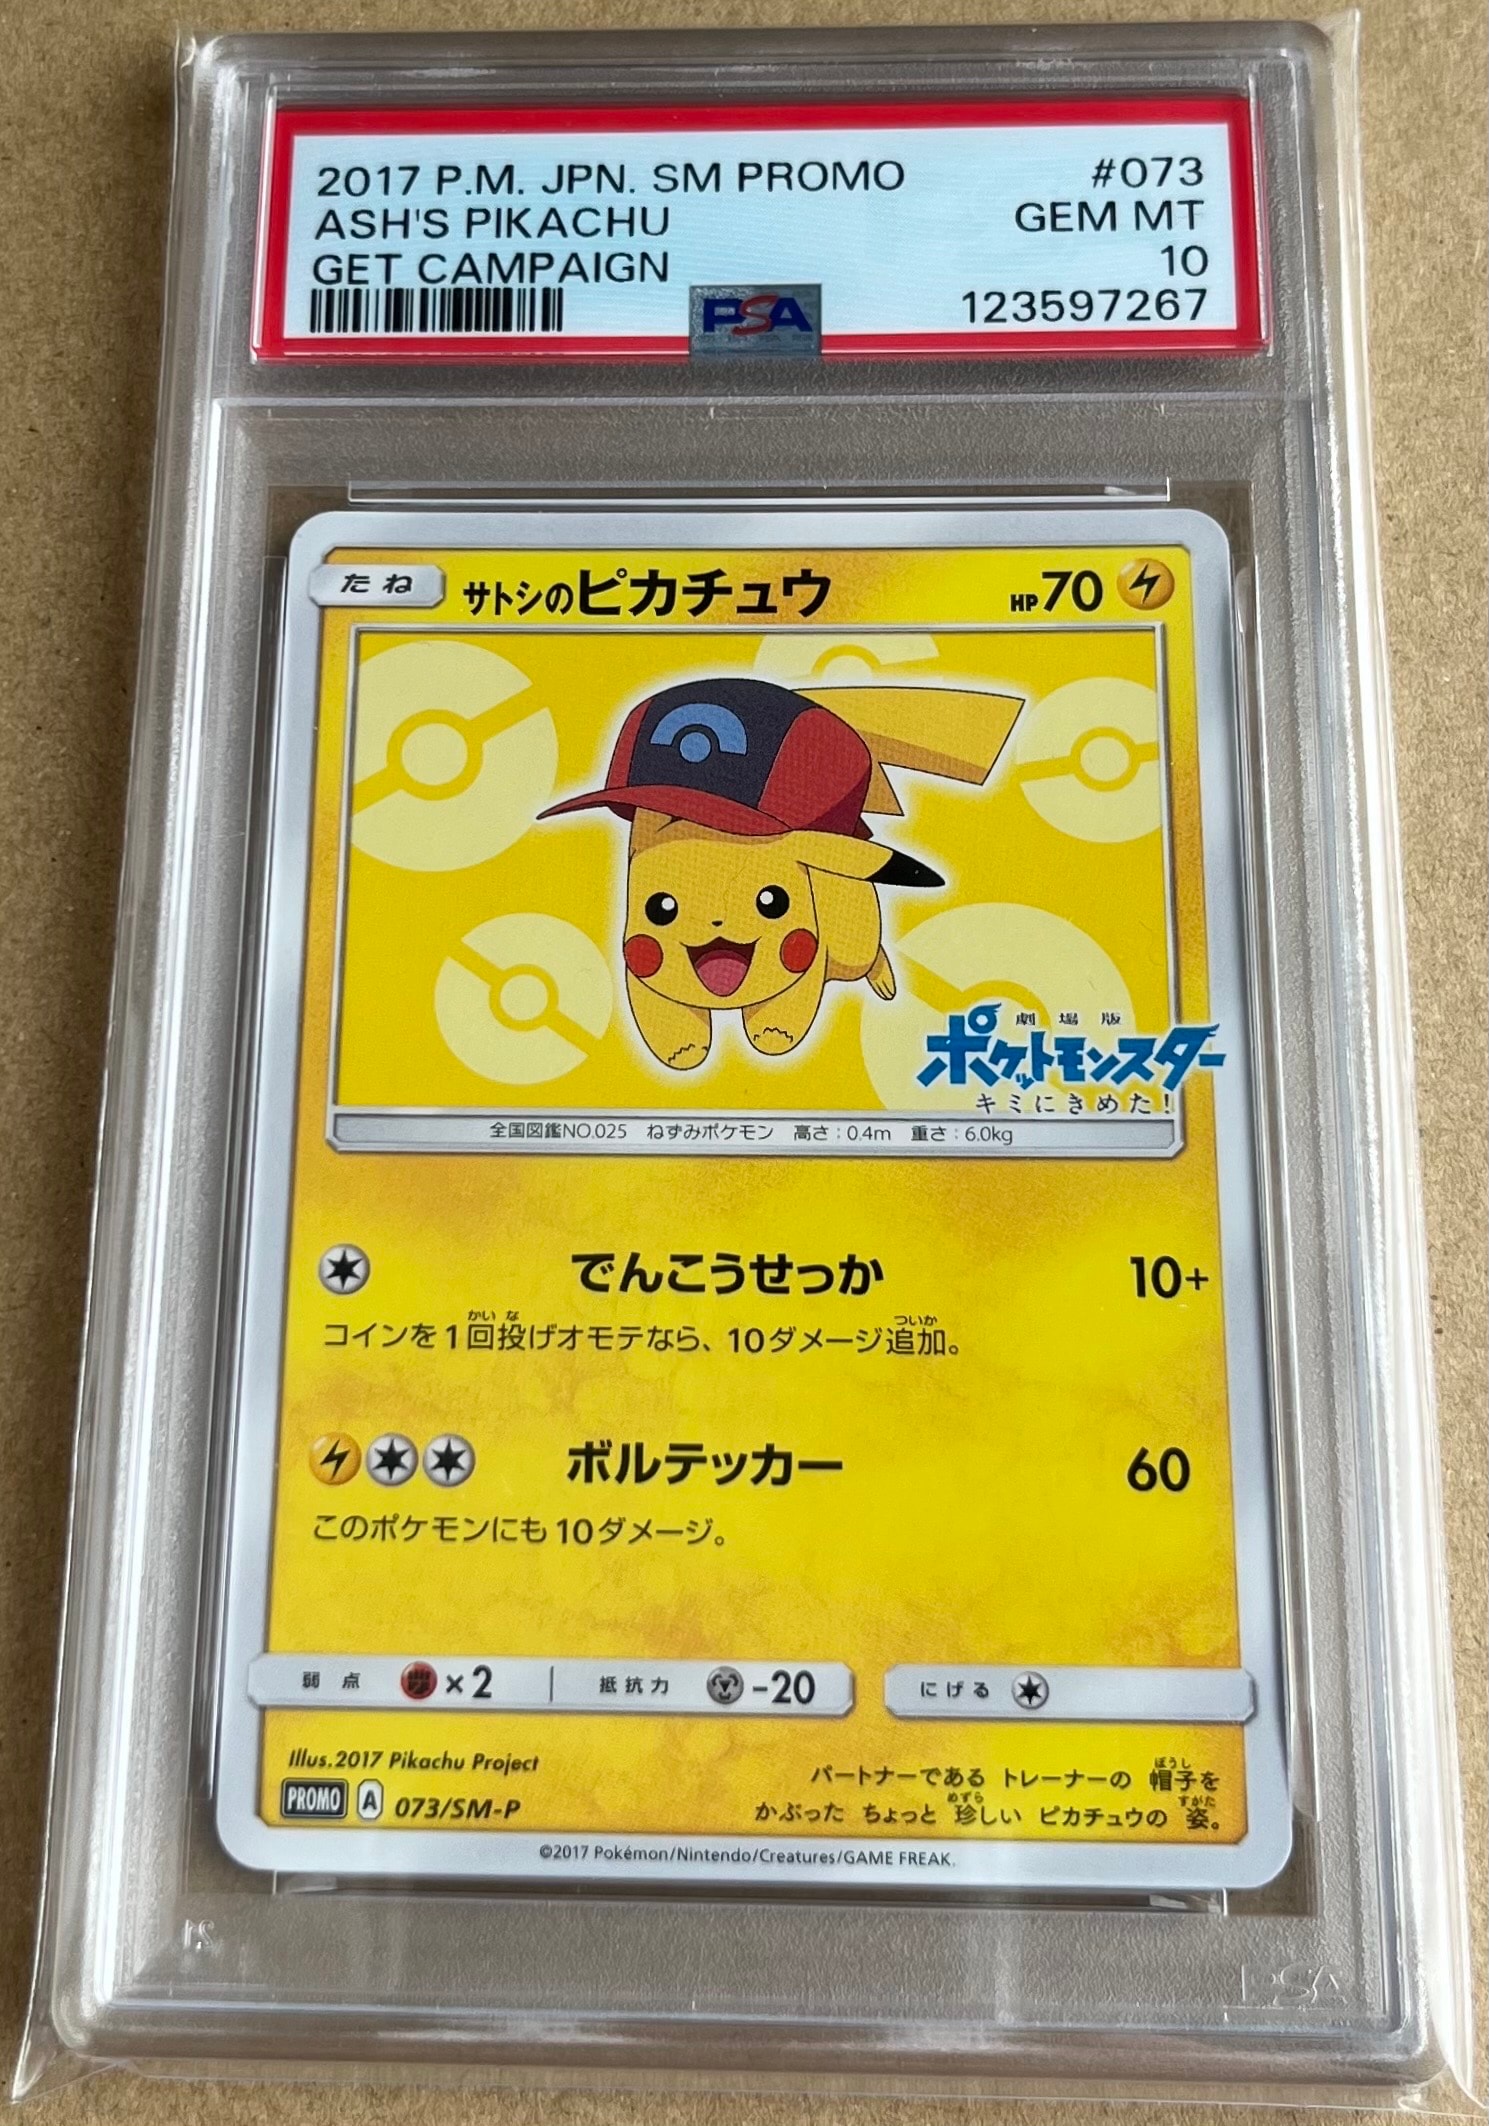 2017 P.M. JPN. SM PROMO #073
ASH'S PIKACHU GEM MT
GET CAMPAIGN 10
PSA 123597267
たね サトシのピカチュウ HP70
劇場版
ポケットモンスター
キミにきめた!
全国図鑑NO.025 ねずみポケモン 高さ:0.4m 重さ:6.0kg
でんこうせっか 10+
コインを1回投げオモテなら、10ダメージ追加。
ボルテッカー 60
このポケモンにも10ダメージ。
弱点 ×2 抵抗力 -20 にげる
Illus.2017 Pikachu Project
PROMO A 073/SM-P
パートナーである トレーナーの 帽子を
かぶった ちょっと 珍しい ピカチュウの 姿。
©2017 Pokémon/Nintendo/Creatures/GAME FREAK.
PSA